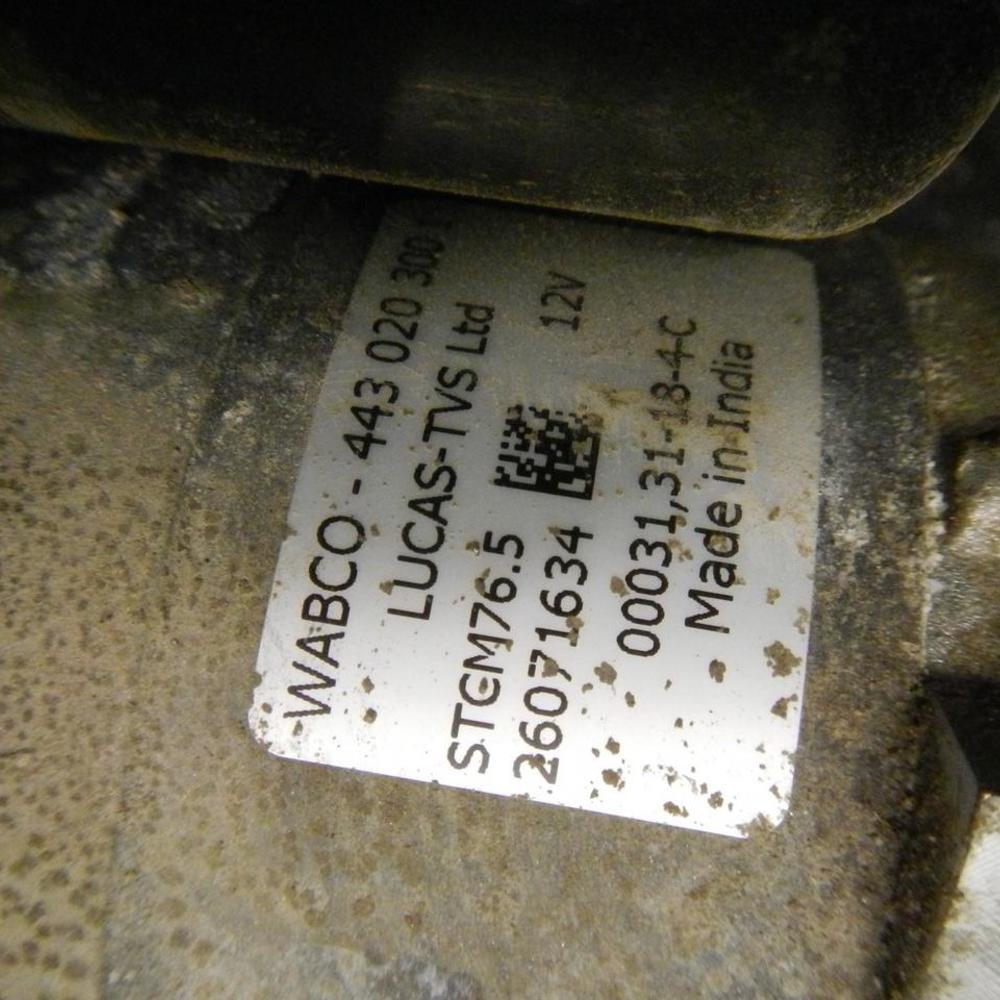 WABCO - 443 020 300
LUCAS-TVS Ltd
STCM76.5 12V
26071634
00031,31-18-4-C
Made in India